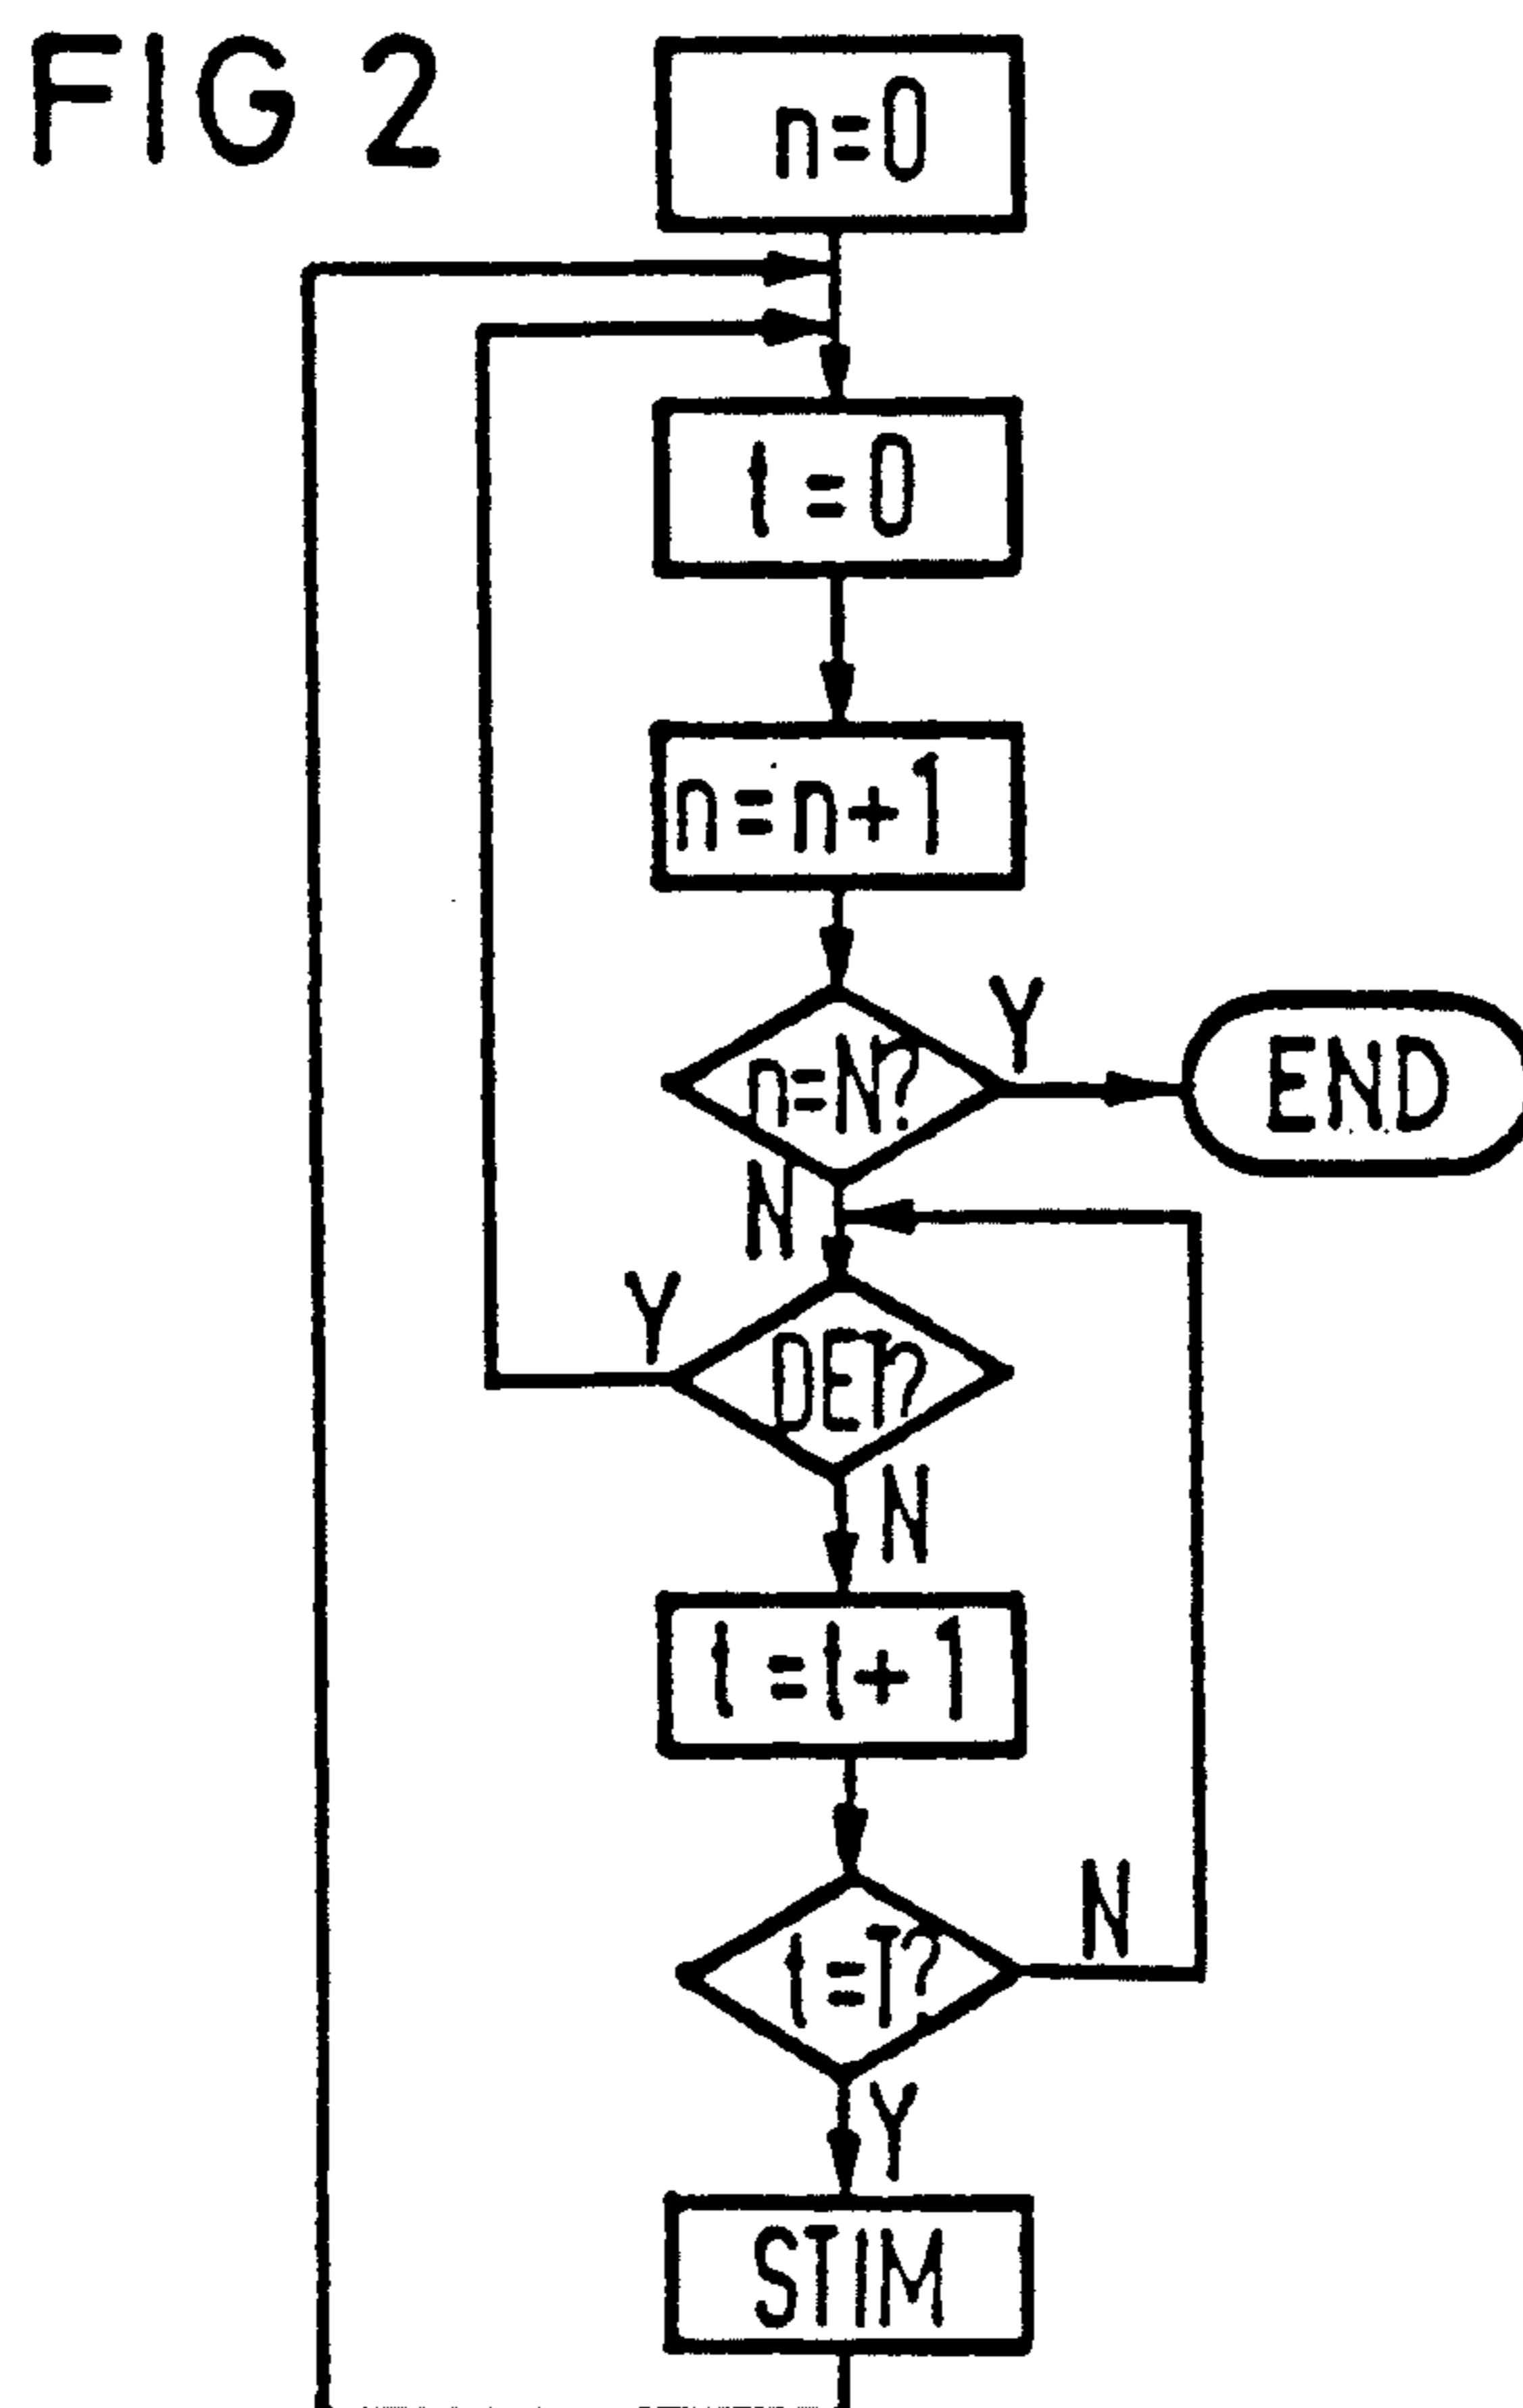 FIG 2
n=0
t=0
n=n+1
n=N?
Y
END
N
Y
DET?
N
t=t+1
t=T?
N
Y
STIM